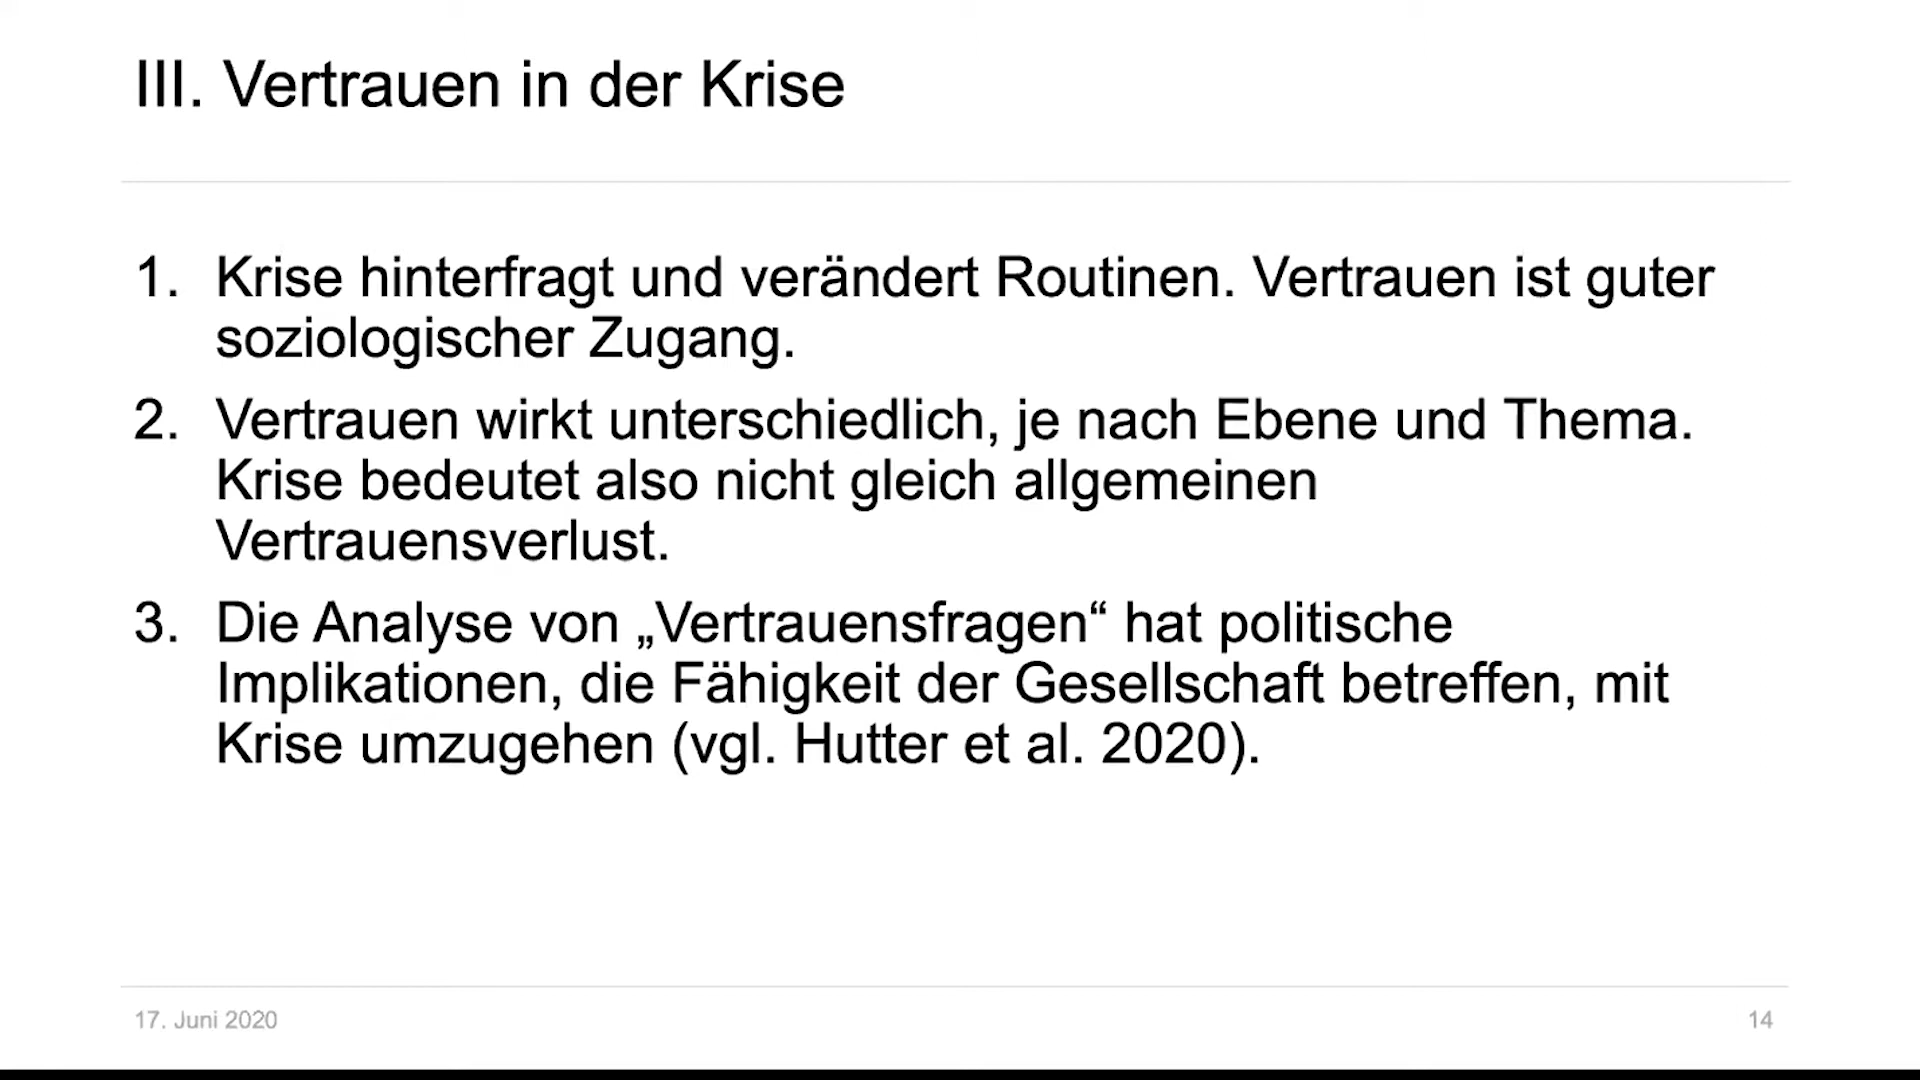 III. Vertrauen in der Krise
1. Krise hinterfragt und verändert Routinen. Vertrauen ist guter
soziologischer Zugang.
2. Vertrauen wirkt unterschiedlich, je nach Ebene und Thema.
Krise bedeutet also nicht gleich allgemeinen
Vertrauensverlust.
3. Die Analyse von „Vertrauensfragen“ hat politische
Implikationen, die Fähigkeit der Gesellschaft betreffen, mit
Krise umzugehen (vgl. Hutter et al. 2020).
17. Juni 2020
14